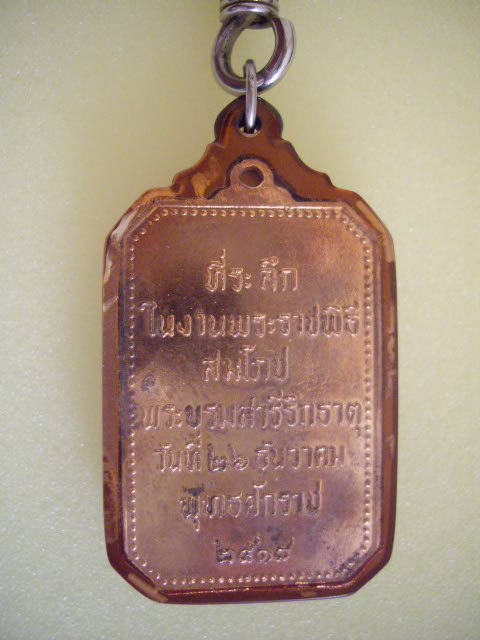 ที่ระลึก
ในงานพระราชพิธี
สมโภช
พระบรมสารีริกธาตุ
วันที่ ๒๖ ธันวาคม
พุทธศักราช
๒๕๑๙